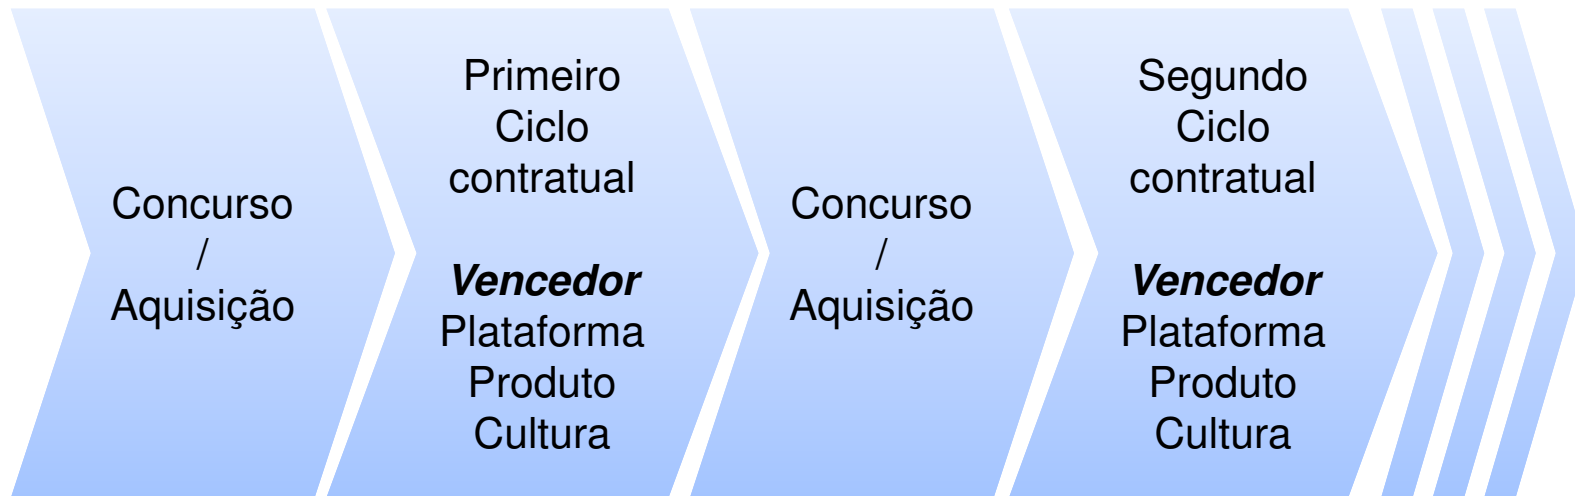 Concurso
/
Aquisição
Primeiro
Ciclo
contratual
Vencedor
Plataforma
Produto
Cultura
Concurso
/
Aquisição
Segundo
Ciclo
contratual
Vencedor
Plataforma
Produto
Cultura